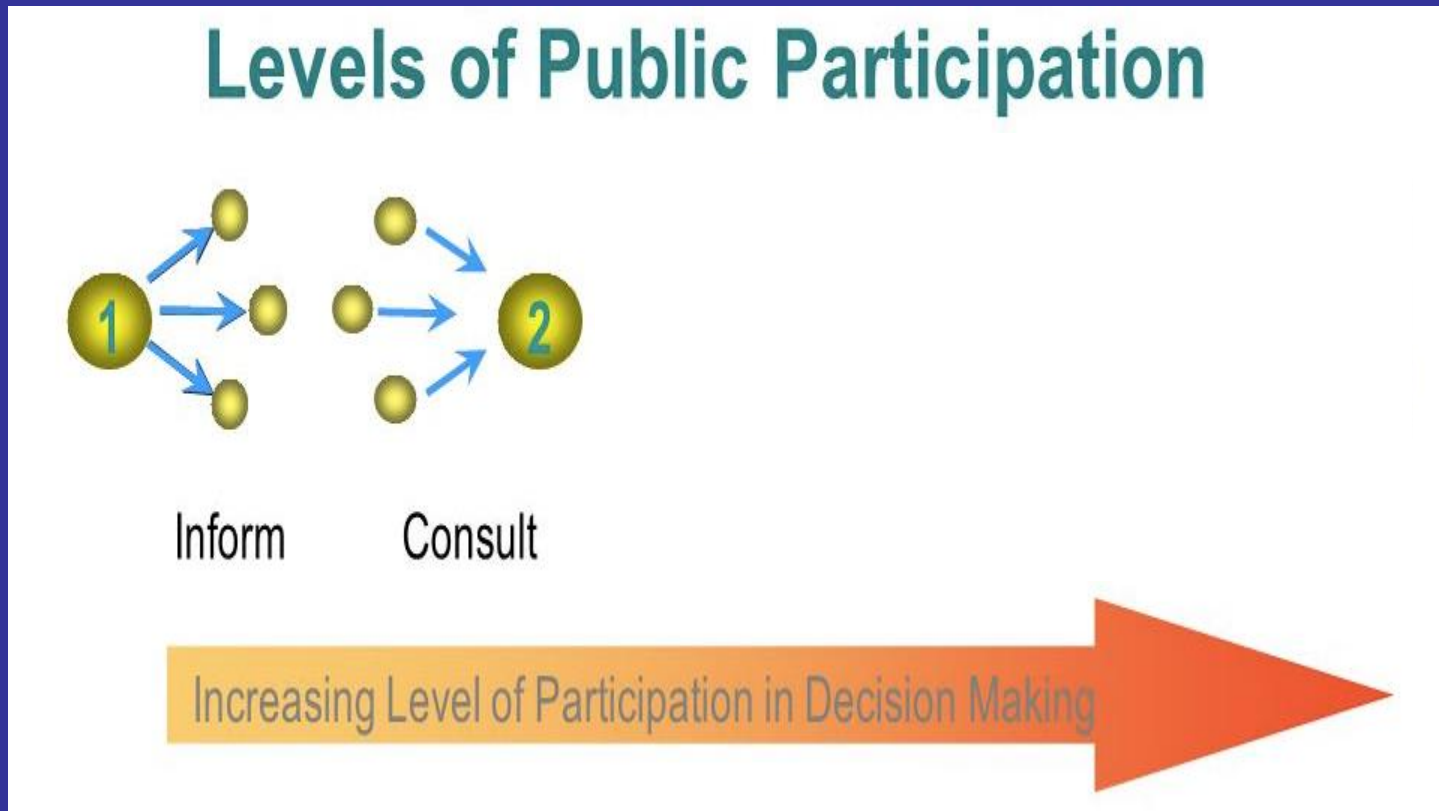 Levels of Public Participation
1
2
Inform
Consult
Increasing Level of Participation in Decision Making